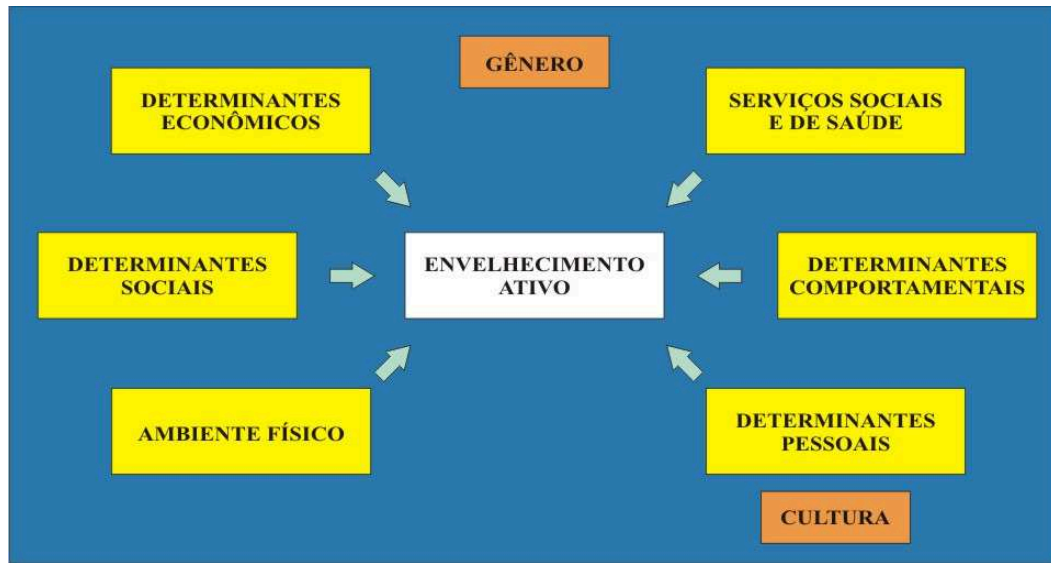 GÊNERO
DETERMINANTES
ECONÔMICOS
SERVIÇOS SOCIAIS
E DE SAÚDE
DETERMINANTES
SOCIAIS
ENVELHECIMENTO
ATIVO
DETERMINANTES
COMPORTAMENTAIS
AMBIENTE FÍSICO
DETERMINANTES
PESSOAIS
CULTURA